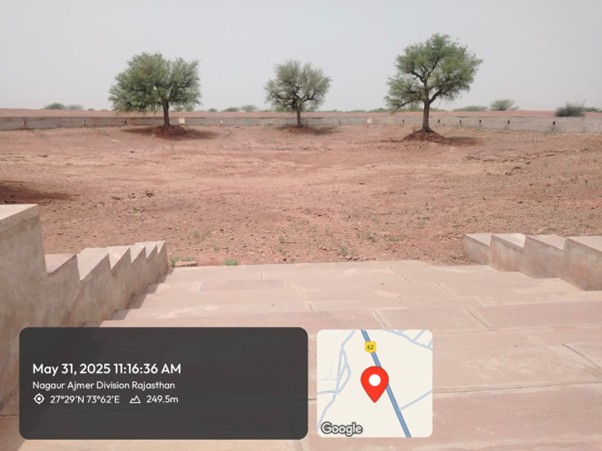 May 31, 2025 11:16:36 AM
Nagaur Ajmer Division Rajasthan
27°29'N 73°62'E 249.5m
62
Google